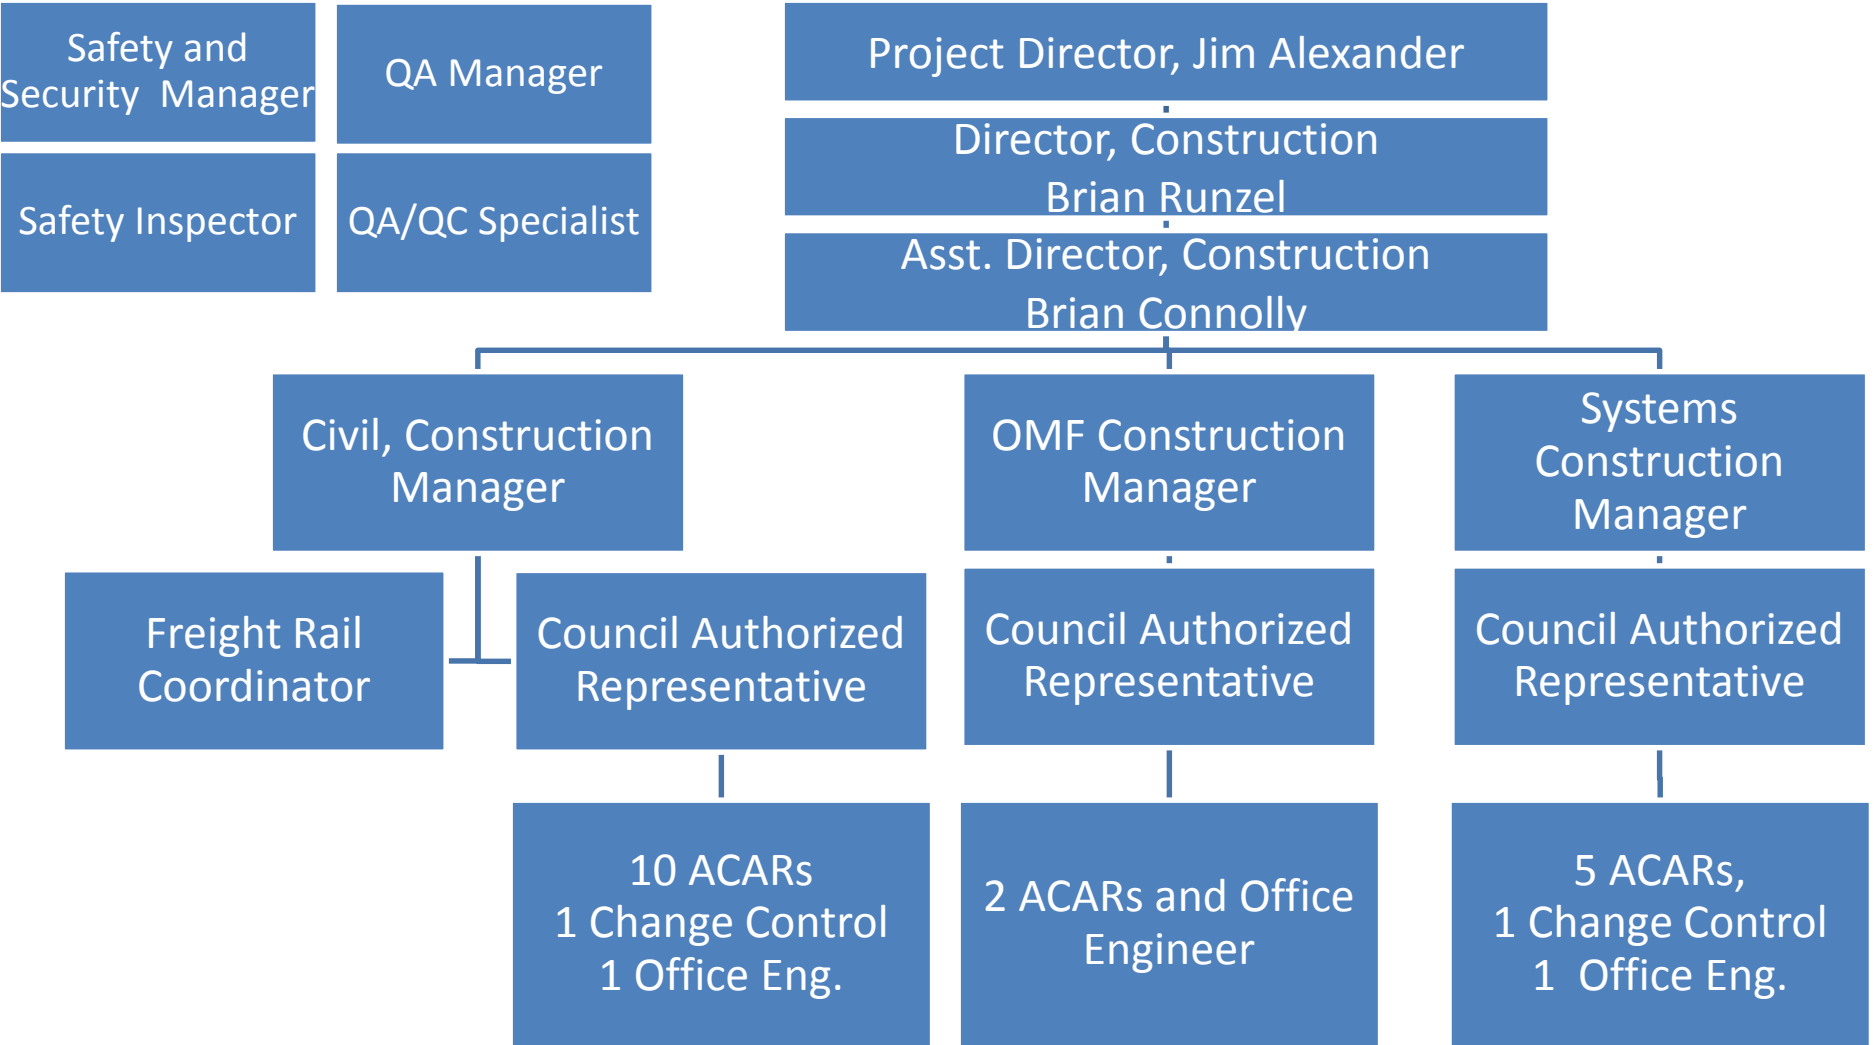 Safety and
Security  Manager
QA Manager
Project Director, Jim Alexander
Director, Construction
Brian Runzel
Safety Inspector
QA/QC Specialist
Asst. Director, Construction
Brian Connolly
Civil, Construction
Manager
OMF Construction
Manager
Systems
Construction
Manager
Freight Rail
Coordinator
Council Authorized
Representative
Council Authorized
Representative
Council Authorized
Representative
10 ACARs
1 Change Control
1 Office Eng.
2 ACARs and Office
Engineer
5 ACARs,
1 Change Control
1  Office Eng.